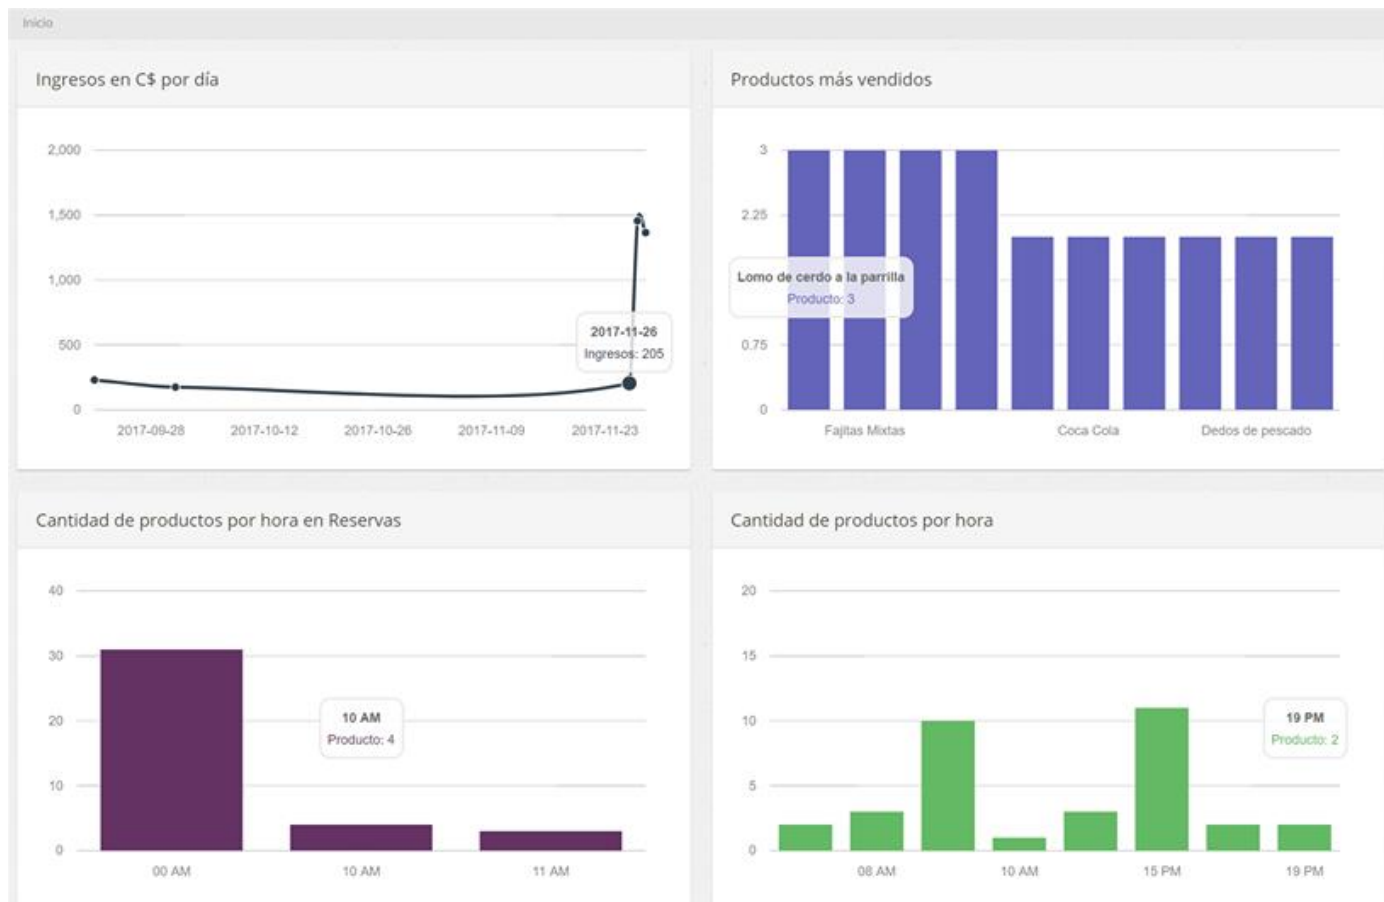 Inicio
Ingresos en C$ por día
2,000
1,500
1,000
500
0
2017-11-26
Ingresos: 205
2017-09-28
2017-10-12
2017-10-26
2017-11-09
2017-11-23
Productos más vendidos
3
2.25
0.75
0
Lomo de cerdo a la parrilla
Producto: 3
Fajitas Mixtas
Coca Cola
Dedos de pescado
Cantidad de productos por hora en Reservas
40
30
20
10
0
10 AM
Producto: 4
00 AM
10 AM
11 AM
Cantidad de productos por hora
20
15
10
5
0
19 PM
Producto: 2
08 AM
10 AM
15 PM
19 PM